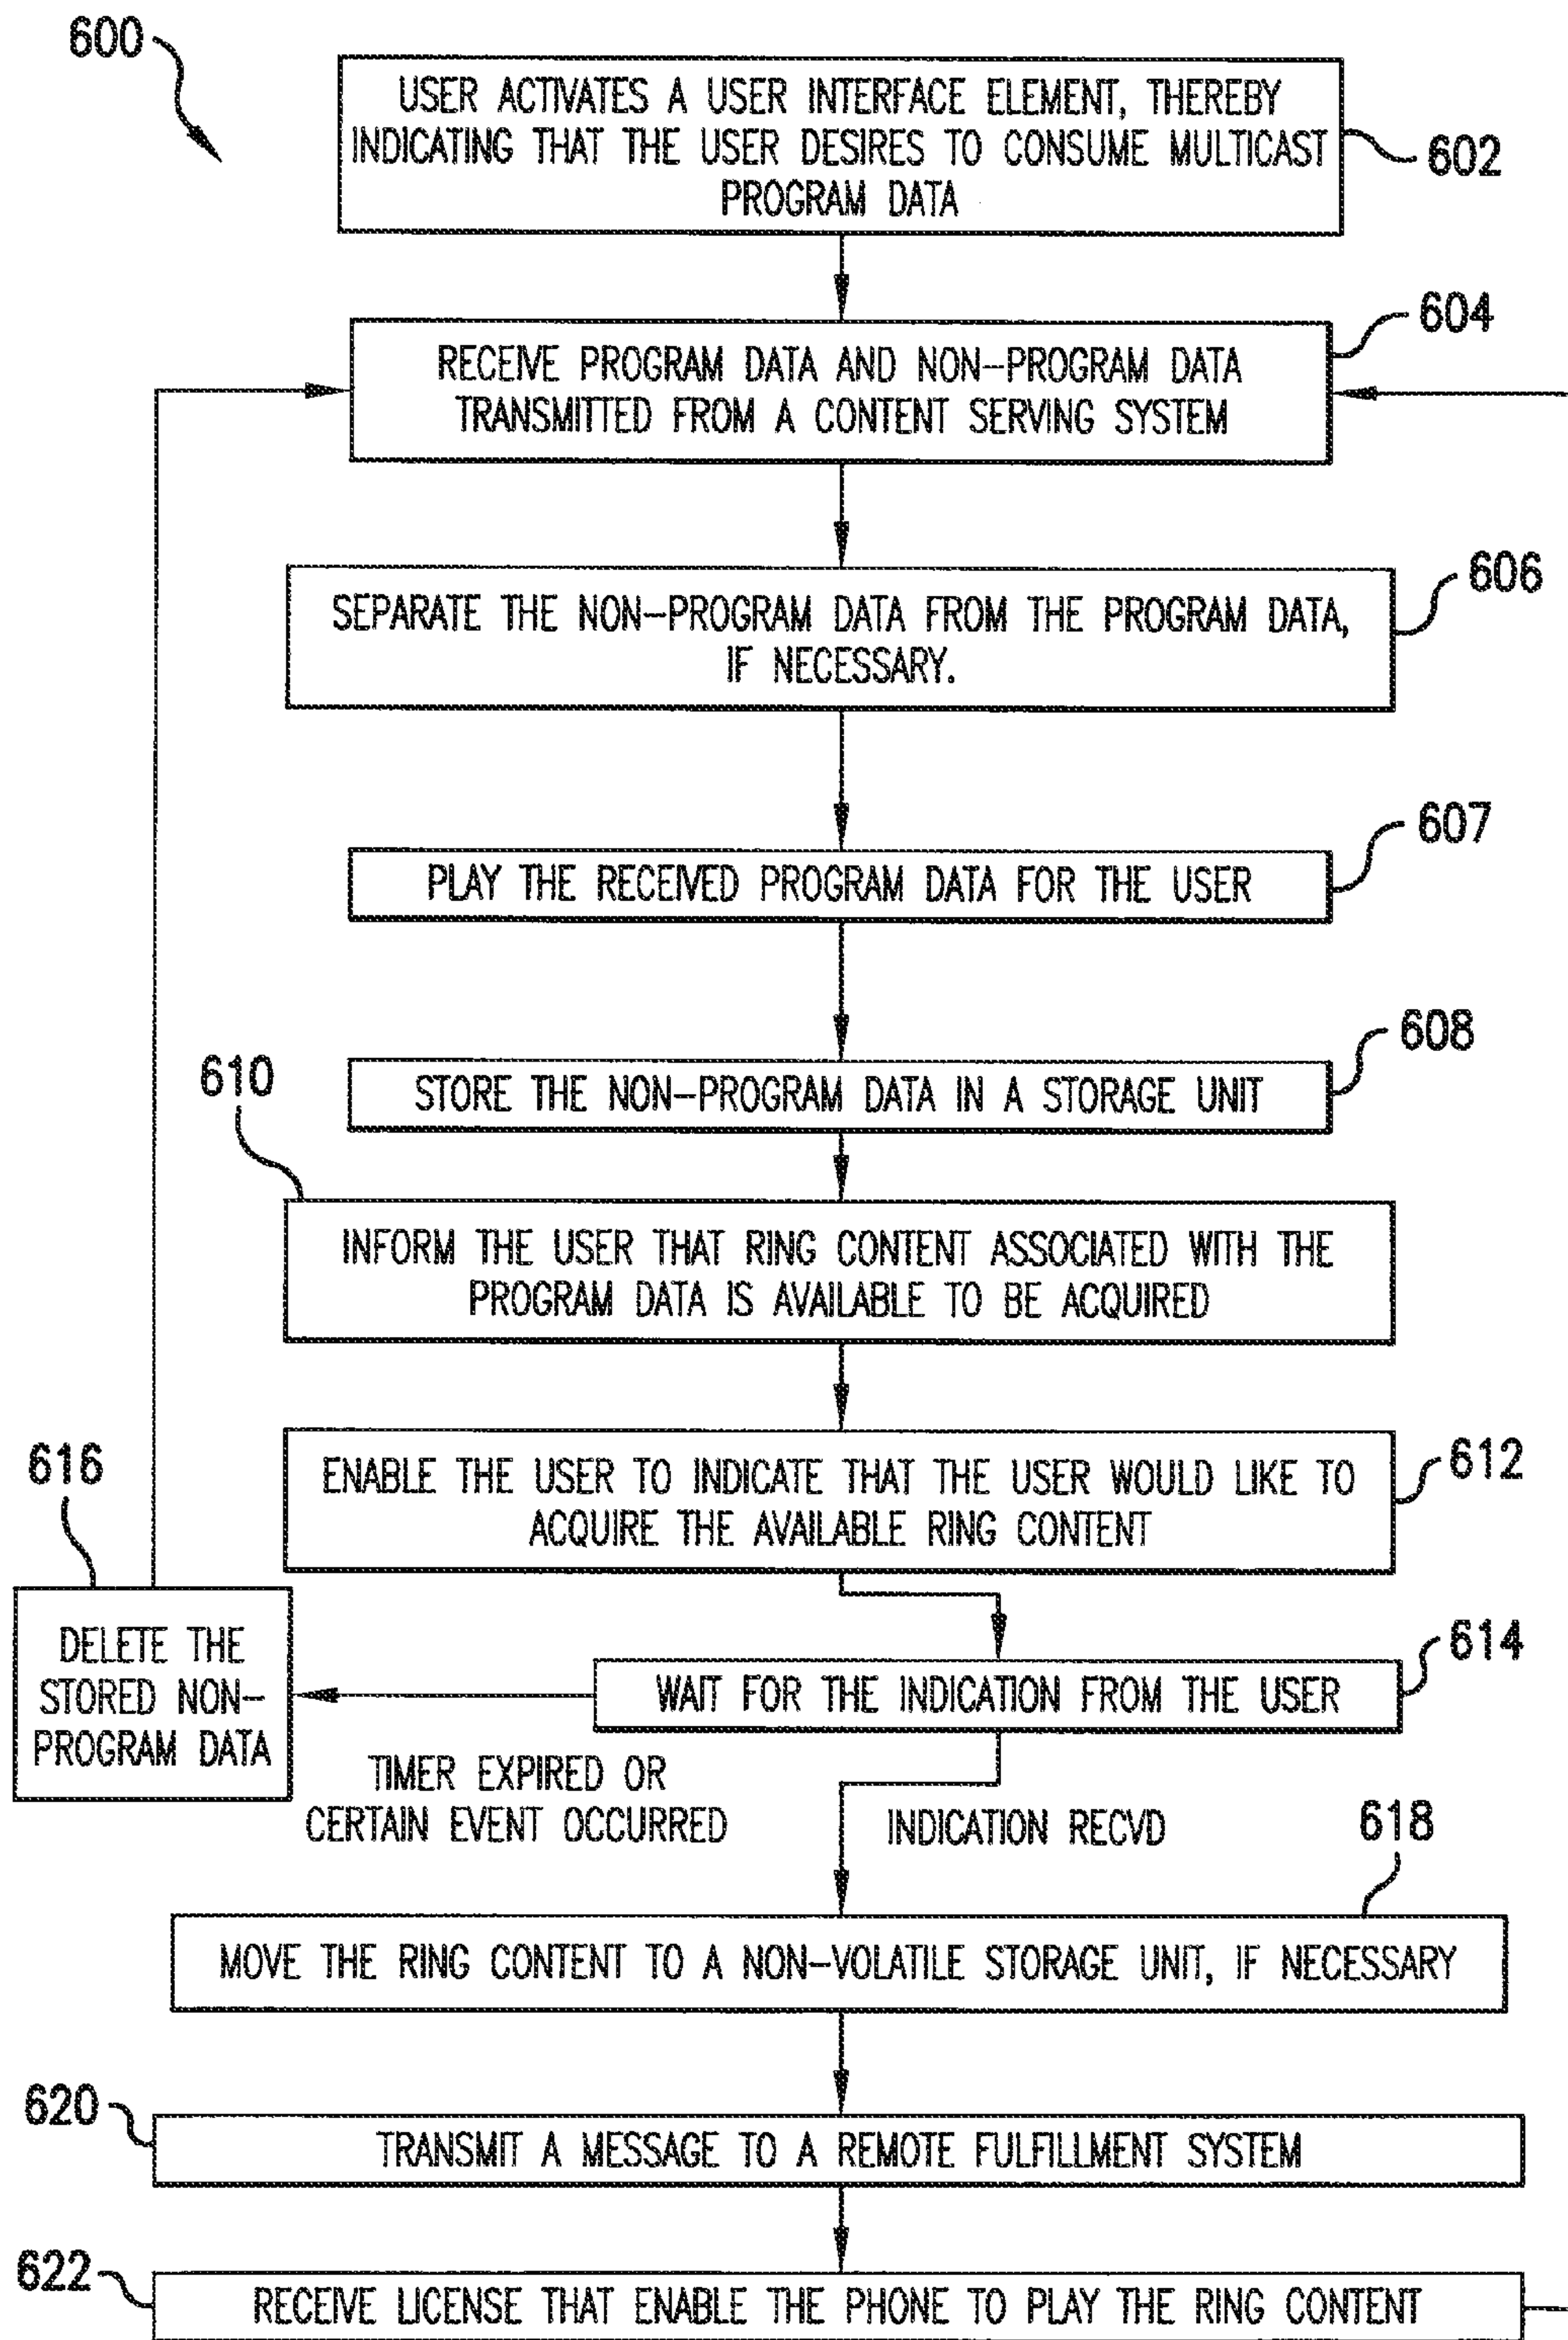 600
USER ACTIVATES A USER INTERFACE ELEMENT, THEREBY
INDICATING THAT THE USER DESIRES TO CONSUME MULTICAST
PROGRAM DATA
602
604
RECEIVE PROGRAM DATA AND NON-PROGRAM DATA
TRANSMITTED FROM A CONTENT SERVING SYSTEM
606
SEPARATE THE NON-PROGRAM DATA FROM THE PROGRAM DATA,
IF NECESSARY.
607
PLAY THE RECEIVED PROGRAM DATA FOR THE USER
608
STORE THE NON-PROGRAM DATA IN A STORAGE UNIT
610
INFORM THE USER THAT RING CONTENT ASSOCIATED WITH THE
PROGRAM DATA IS AVAILABLE TO BE ACQUIRED
612
ENABLE THE USER TO INDICATE THAT THE USER WOULD LIKE TO
ACQUIRE THE AVAILABLE RING CONTENT
616
DELETE THE
STORED NON-
PROGRAM DATA
614
WAIT FOR THE INDICATION FROM THE USER
TIMER EXPIRED OR
CERTAIN EVENT OCCURRED
INDICATION RECVD
618
MOVE THE RING CONTENT TO A NON-VOLATILE STORAGE UNIT, IF NECESSARY
620
TRANSMIT A MESSAGE TO A REMOTE FULFILLMENT SYSTEM
622
RECEIVE LICENSE THAT ENABLE THE PHONE TO PLAY THE RING CONTENT